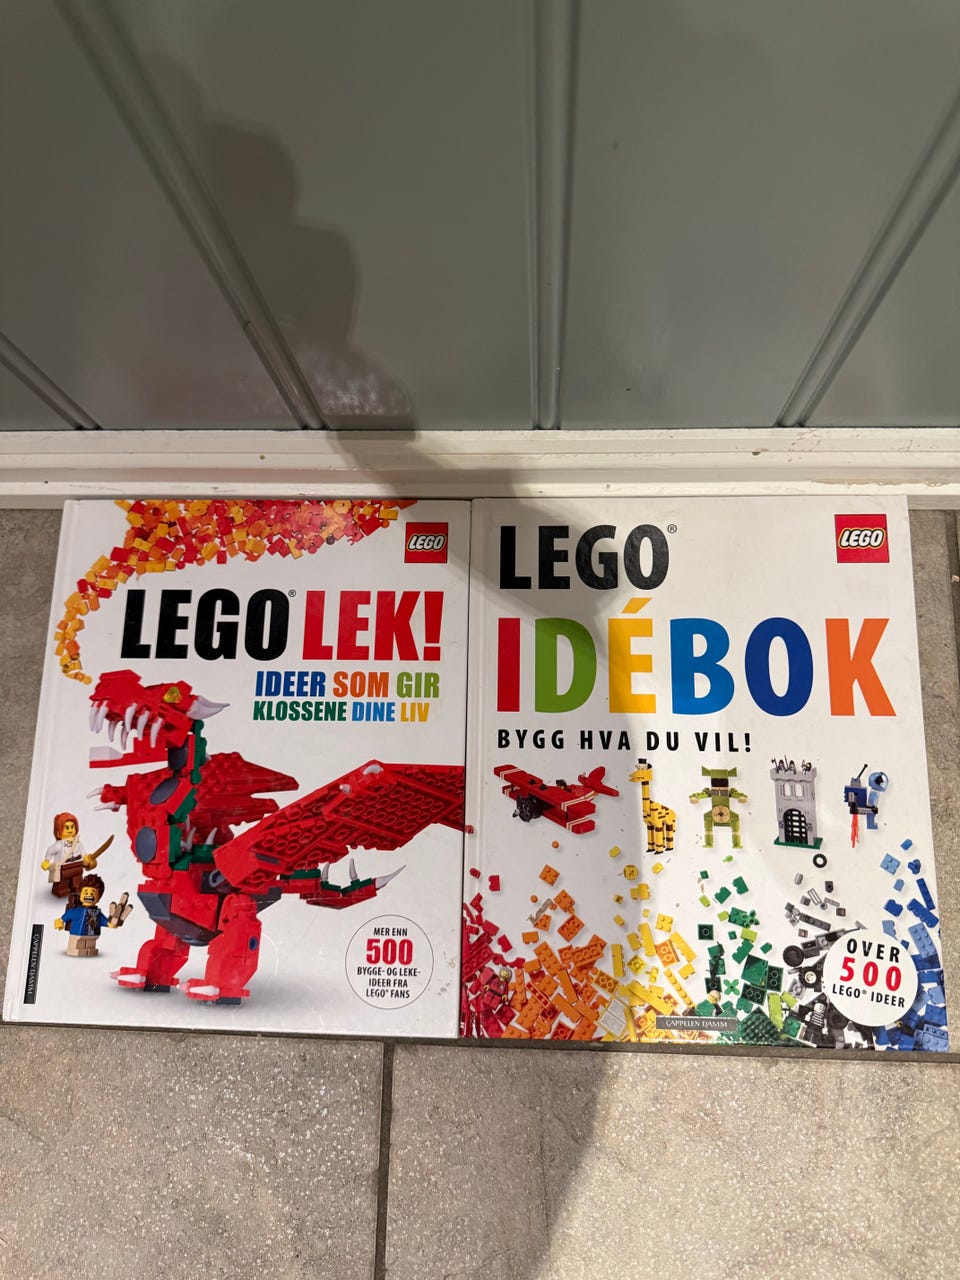 LEGO
LEGO® LEK!
IDEER SOM GIR
KLOSSENE DINE LIV
MER ENN
500
BYGGE- OG LEKE-
IDEER FRA
LEGO® FANS
CAPPELEN DAMM
LEGO®
LEGO
IDÉBOK
BYGG HVA DU VIL!
OVER
500
LEGO® IDEER
CAPPELEN DAMM